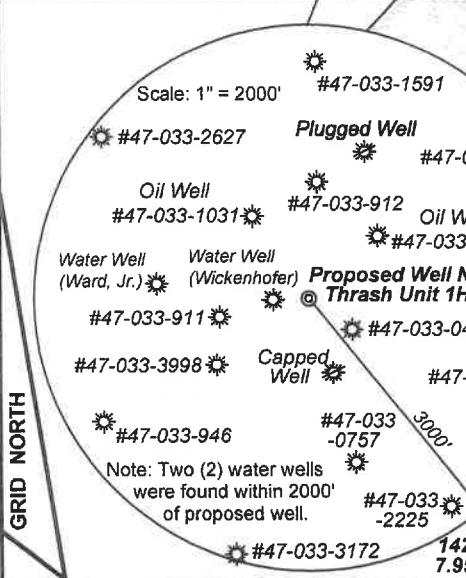 #47-033-1591
Scale: 1" = 2000'
#47-033-2627
Plugged Well
Oil Well
#47-033-1031
#47-033-912
Water Well
(Ward, Jr.)
Water Well
(Wickenhofer)
Proposed Well
Thrash Unit 1H
#47-033-911
#47-033-3998
Capped
Well
#47-033-946
#47-033
-0757
3000'
Note: Two (2) water wells
were found within 2000'
of proposed well.
#47-033
-2225
#47-033-3172
GRID NORTH